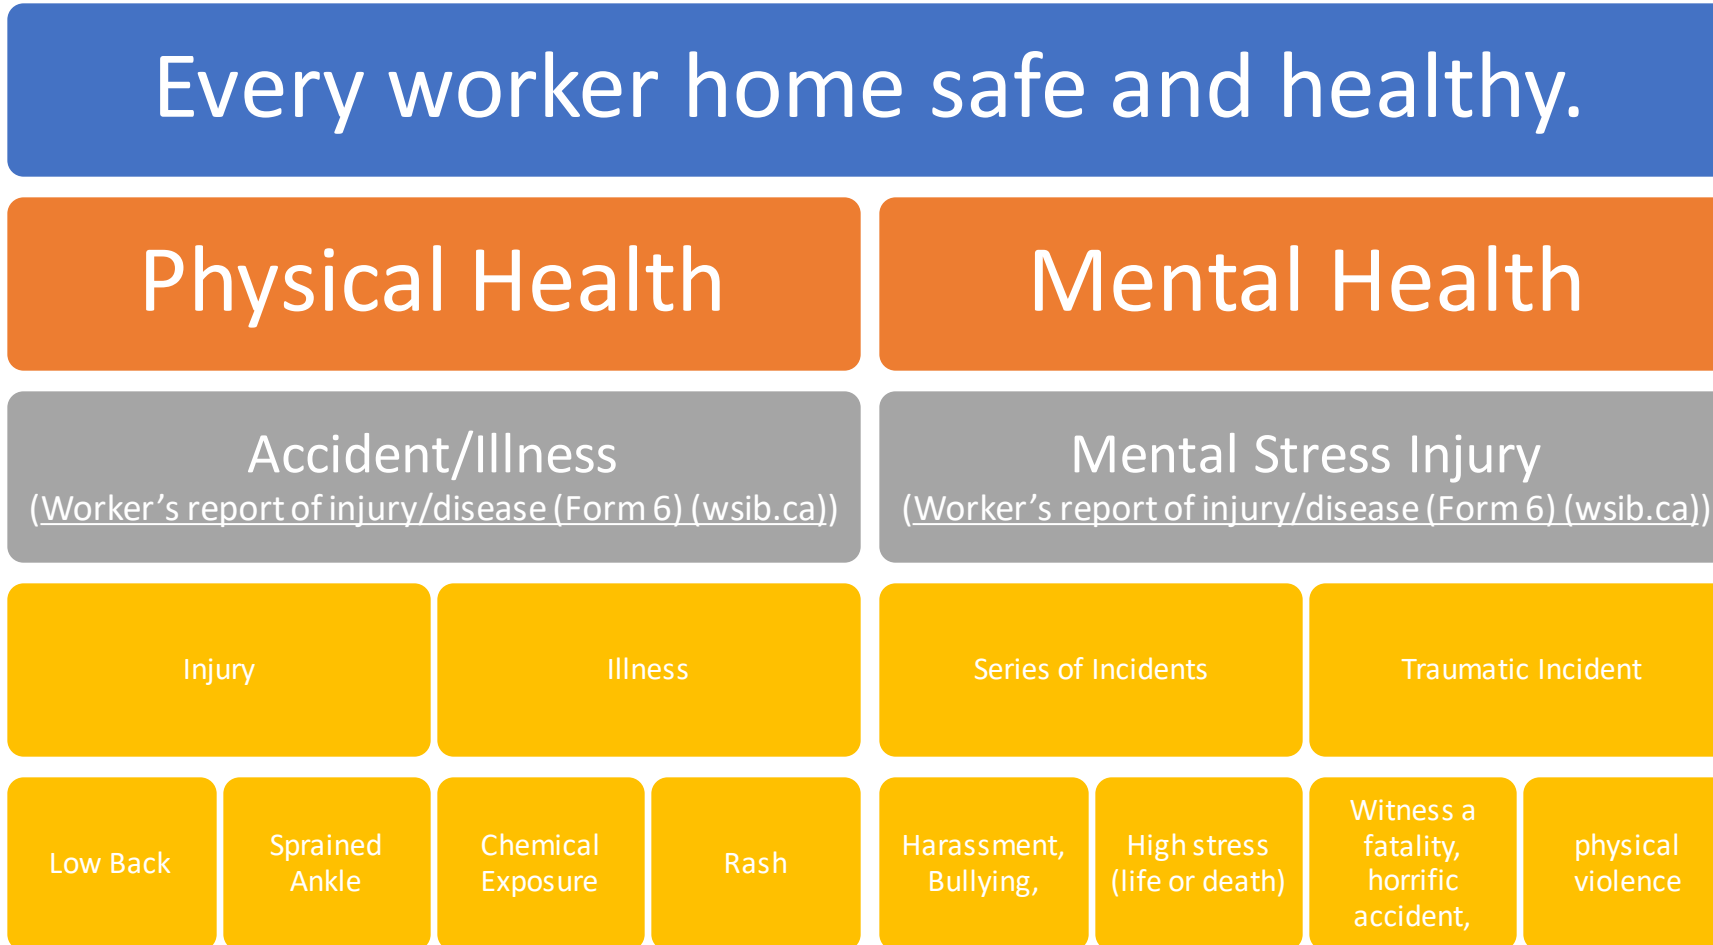 Every worker home safe and healthy.
Physical Health
Mental Health
Accident/Illness
(Worker's report of injury/disease (Form 6) (wsib.ca))
Mental Stress Injury
(Worker's report of injury/disease (Form 6) (wsib.ca))
Injury
Illness
Series of Incidents
Traumatic Incident
Low Back
Sprained
Ankle
Chemical
Exposure
Rash
Harassment,
Bullying,
High stress
(life or death)
Witness a
fatality,
horrific
accident,
physical
violence